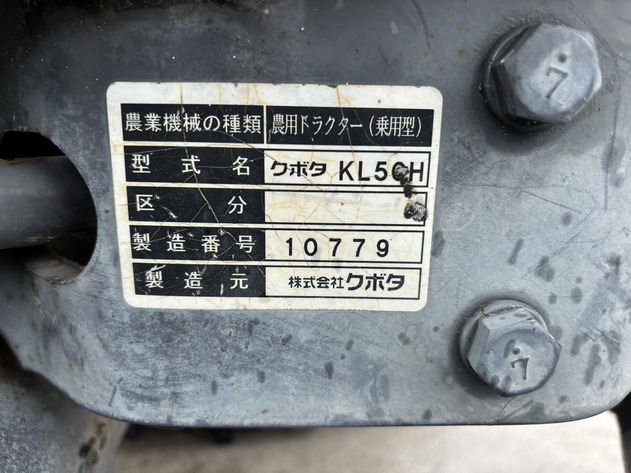 7
農業機械の種類 農用トラクター(乗用型)
型式名 クボタ
区分
製造番号 10779
製造元 株式会社クボタ
7